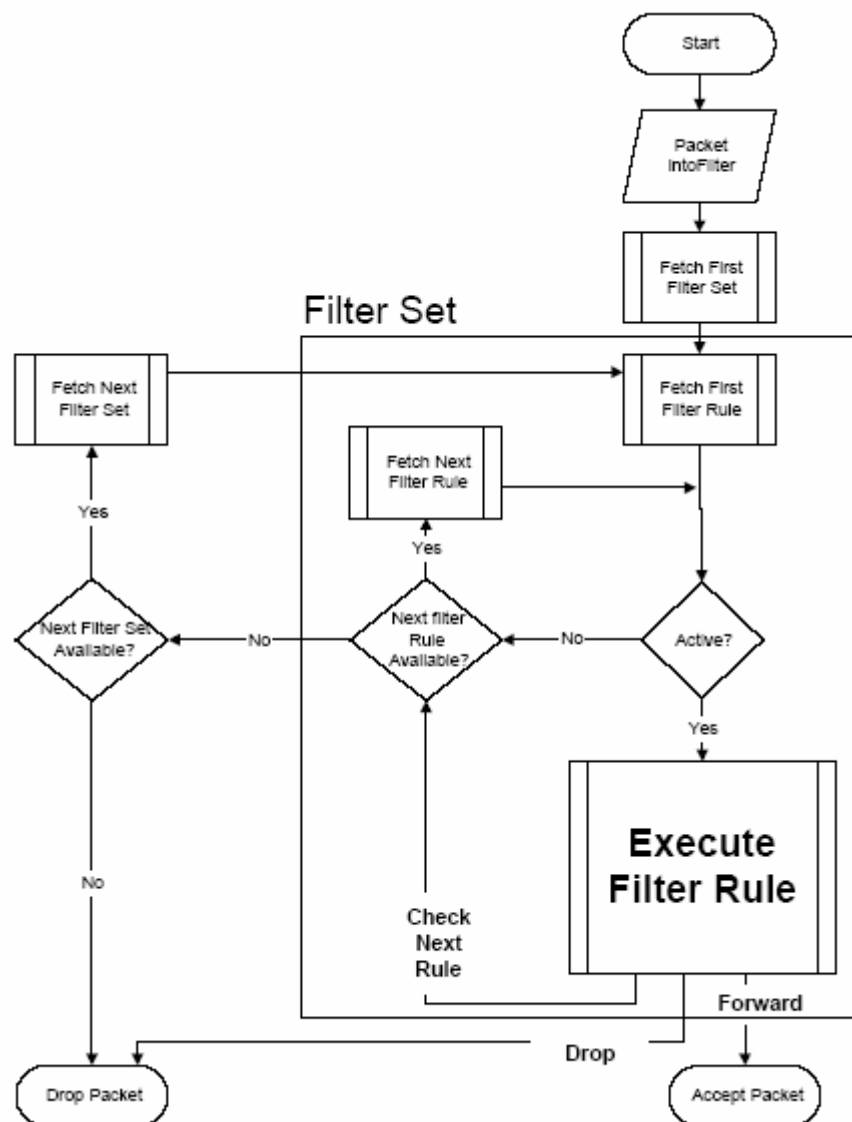 Start
Packet
IntoFilter
Fetch First
Filter Set
Filter Set
Fetch Next
Filter Set
Fetch First
Filter Rule
Fetch Next
Filter Rule
Yes
Yes
Next Filter Set
Available?
No
Next filter
Rule
Available?
No
Active?
Yes
Execute
Filter Rule
No
Check
Next
Rule
Forward
Drop
Drop Packet
Accept Packet